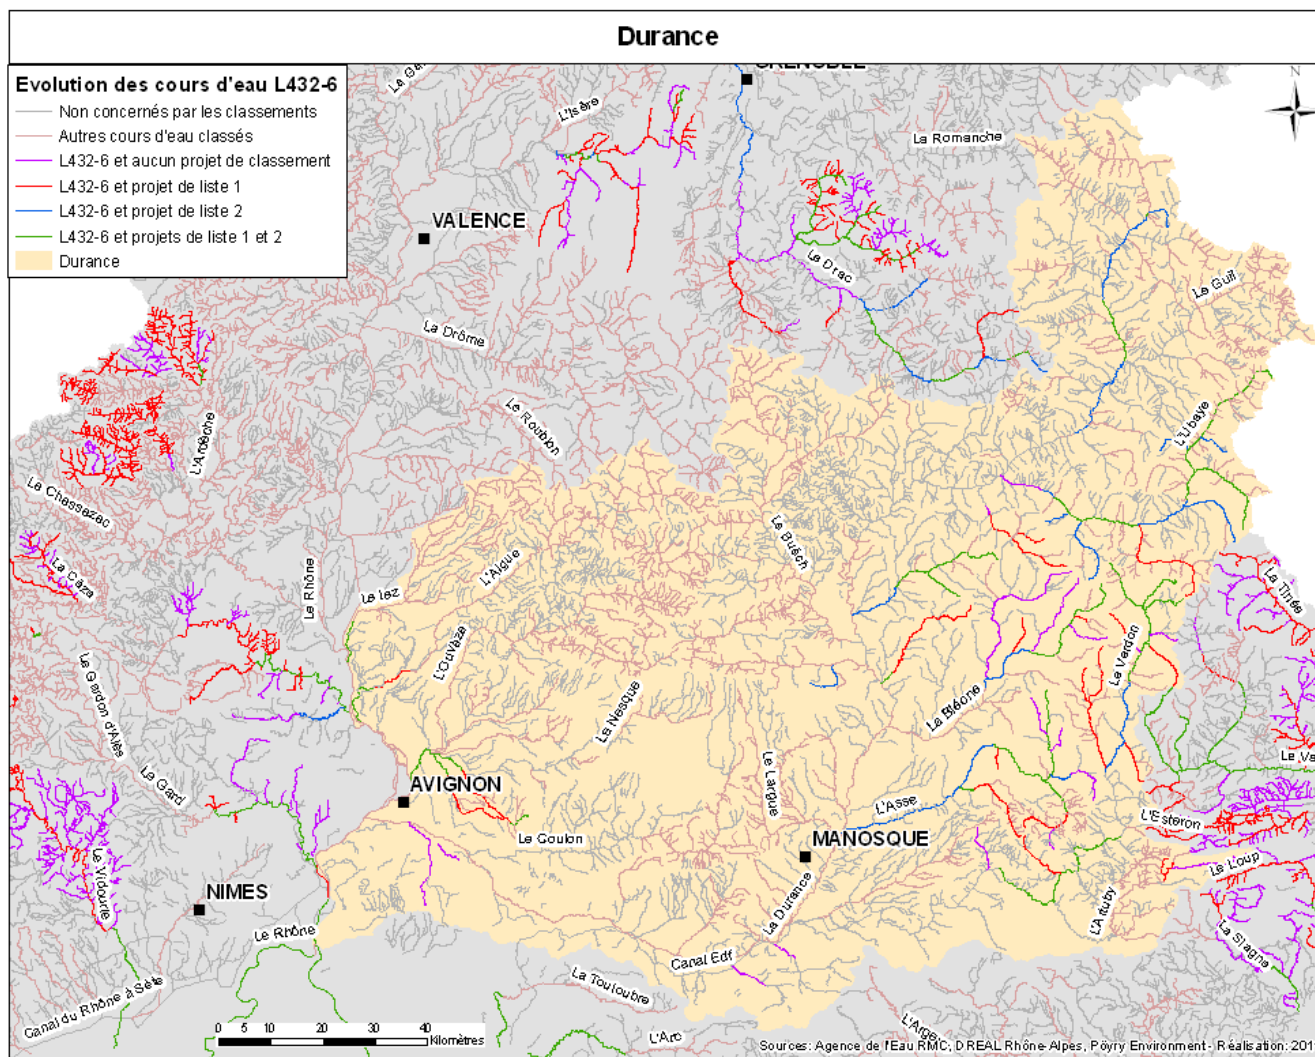 Durance
Evolution des cours d'eau L432-6
Non concernés par les classements
Autres cours d'eau classés
L432-6 et aucun projet de classement
L432-6 et projet de liste 1
L432-6 et projet de liste 2
L432-6 et projets de liste 1 et 2
Durance
N
GRENOBLE
L'Isère
La Romanche
VALENCE
Le Drac
Le Guil
La Drôme
Le Roubion
L'Ubaye
L'Ardèche
Le Chassezac
Le Buëch
La Cèze
L'Aigue
Le Rhône
Le lez
La Tinée
L'Ouvèze
Le Verdon
Le Gardon d'Alès
La Nesque
La Bléone
Le Gard
Le Largue
AVIGNON
L'Asse
L'Esteron
Le Coulon
MANOSQUE
Le Loup
Le Vidourle
NIMES
La Durance
L'Artuby
Le Rhône
La Siagne
Canal Edf
La Touloubre
Canal du Rhône à Sète
0 5 10 20 30 40
Kilomètres
L'Arc
Sources: Agence de l'Eau RMC, DREAL Rhône-Alpes, Pöyry Environment - Réalisation: 20